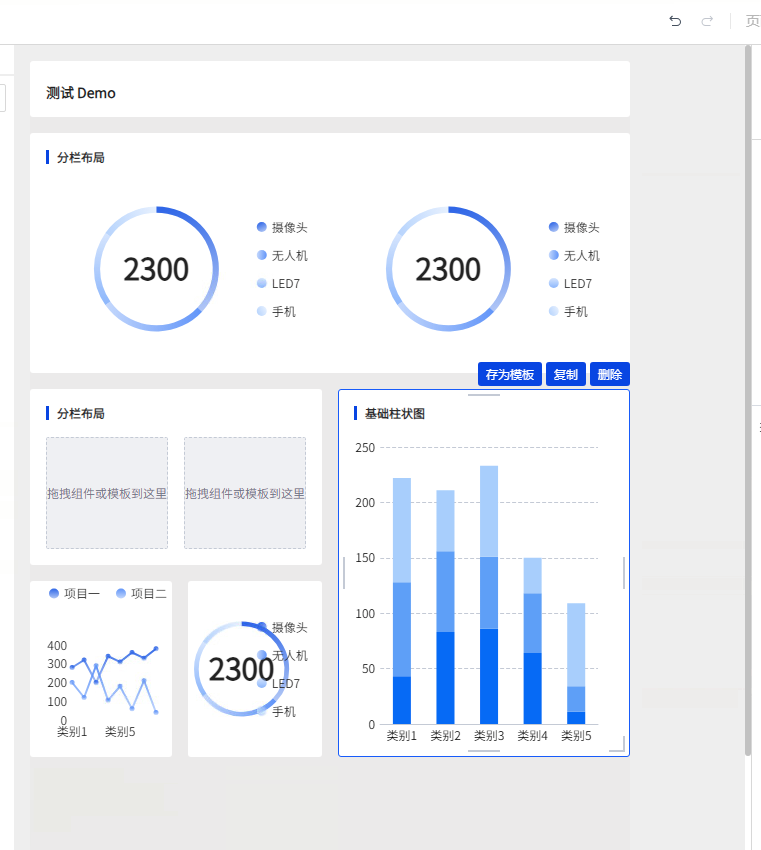 页
测试 Demo
分栏布局
2300
摄像头
无人机
LED7
手机
2300
摄像头
无人机
LED7
手机
存为模板 复制 删除
分栏布局
拖拽组件或模板到这里
拖拽组件或模板到这里
项目一 项目二
400
300
200
100
0
类别1 类别5
2300
摄像头
无人机
LED7
手机
基础柱状图
250
200
150
100
50
0
类别1 类别2 类别3 类别4 类别5